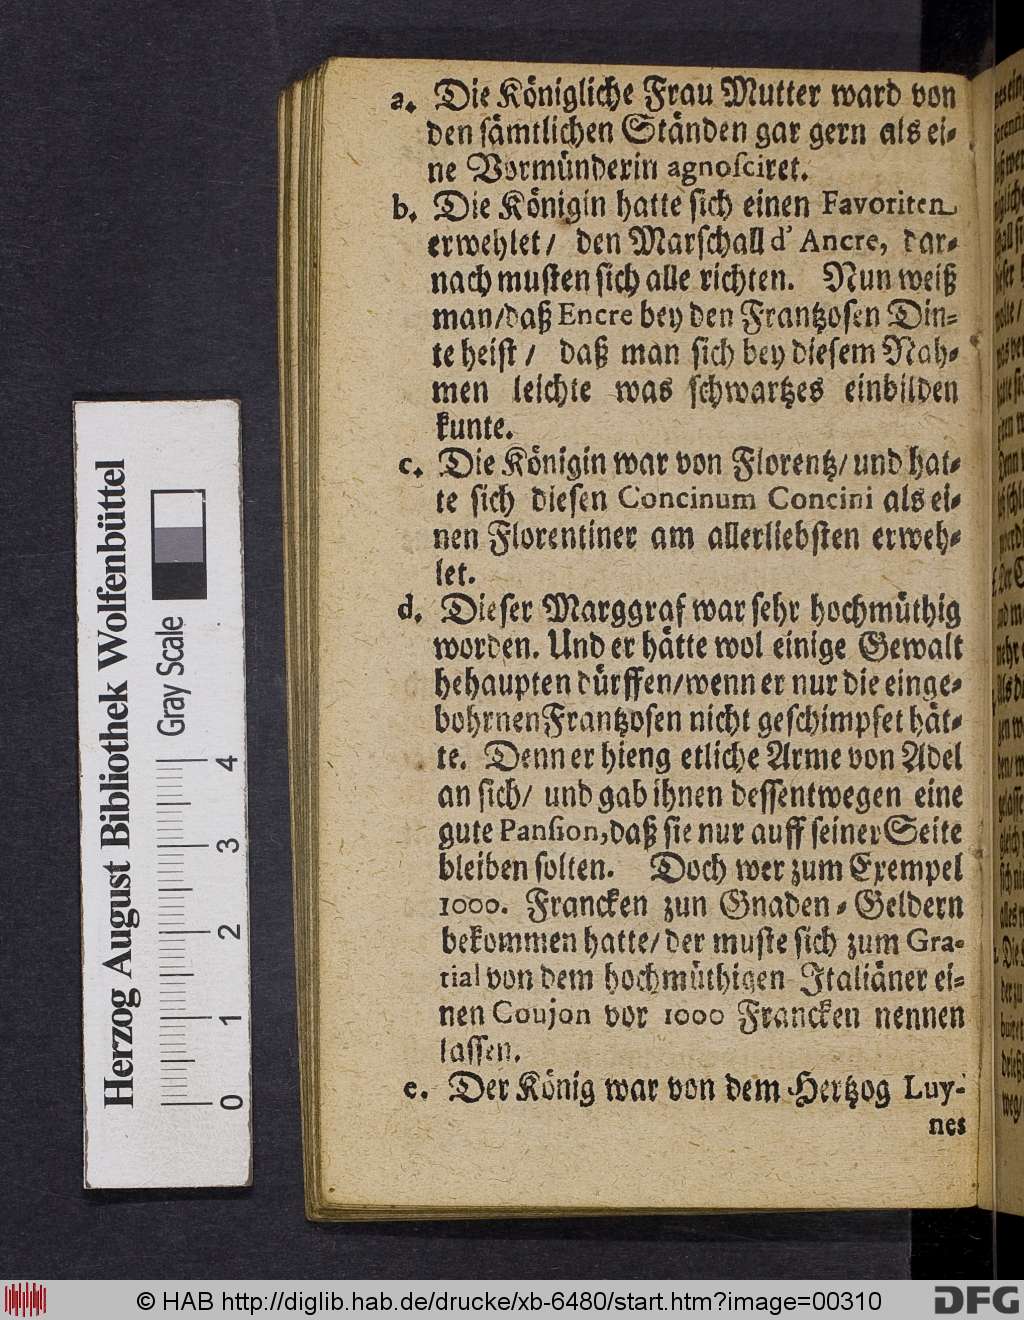 a. Die Königliche Frau Mutter ward von
den sämtlichen Ständen gar gern als ei-
ne Vormünderin agnosciret.
b. Die Königin hatte sich einen Favoriten
erwehlet/ den Marschall d' Ancre, dar-
nach musten sich alle richten. Nun weiß
man/daß Encre bey den Frantzosen Din-
te heist/ daß man sich bey diesem Nah-
men leichte was schwartzes einbilden
kunte.
c. Die Königin war von Florentz/ und hat-
te sich diesen Concinum Concini als ei-
nen Florentiner am allerliebsten erweh-
let.
d. Dieser Marggraf war sehr hochmüthig
worden. Und er hätte wol einige Gewalt
behaupten dürffen/wenn er nur die einge-
bohrnen Frantzosen nicht geschimpfet hät-
te. Denn er hieng etliche Arme von Adel
an sich/ und gab ihnen dessentwegen eine
gute Pansion, daß sie nur auff seiner Seite
bleiben solten. Doch wer zum Exempel
1000. Francken zun Gnaden-Geldern
bekommen hatte/ der muste sich zum Gra-
tial von dem hochmüthigen Italiäner ei-
nen Coujon vor 1000 Francken nennen
lassen.
e. Der König war von dem Hertzog Luy-
nes
Herzog August Bibliothek Wolfenbüttel
Gray Scale
0 1 2 3 4
© HAB http://diglib.hab.de/drucke/xb-6480/start.htm?image=00310
DFG